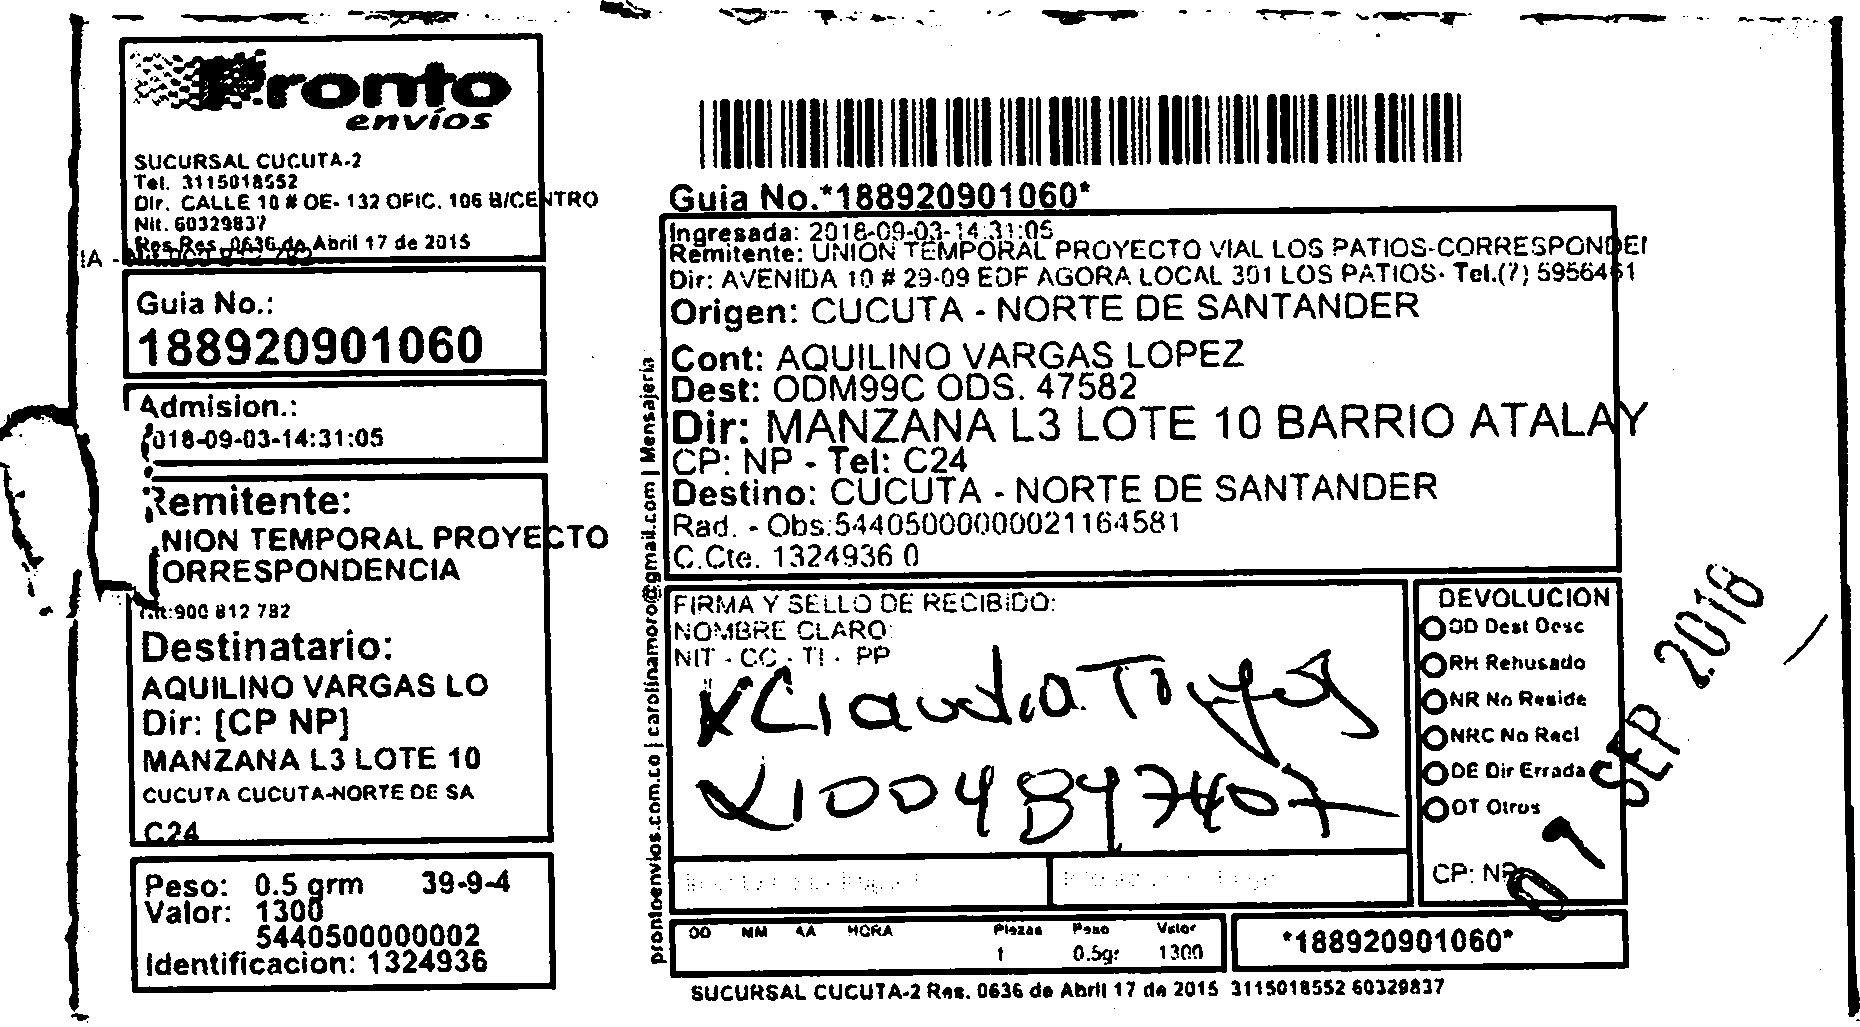 Pronto
envíos
SUCURSAL CUCUTA-2
Tel. 3115018552
Dir. CALLE 10 # OE- 132 OFIC. 106 B/CENTRO
Nit. 60329837
Res Res. 0636 de Abril 17 de 2015
Guia No.:
188920901060
Admision.:
018-09-03-14:31:05
Remitente:
NION TEMPORAL PROYECTO
ORRESPONDENCIA
Nit:900 812 782
Destinatario:
AQUILINO VARGAS LO
Dir: [CP NP]
MANZANA L3 LOTE 10
CUCUTA CUCUTA-NORTE DE SA
C24
Peso: 0.5 grm 39-9-4
Valor: 1300
5440500000002
Identificacion: 1324936
prontoenvios.com.co | carolinamoro@gmail.com | Mensajería
Guia No.*188920901060*
Ingresada: 2018-09-03-14:31:05
Remitente: UNION TEMPORAL PROYECTO VIAL LOS PATIOS-CORRESPONDEI
Dir: AVENIDA 10 # 29-09 EDF AGORA LOCAL 301 LOS PATIOS- Tel.(7) 5956461
Origen: CUCUTA - NORTE DE SANTANDER
Cont: AQUILINO VARGAS LOPEZ
Dest: ODM99C ODS. 47582
Dir: MANZANA L3 LOTE 10 BARRIO ATALAY
CP: NP - Tel: C24
Destino: CUCUTA - NORTE DE SANTANDER
Rad. - Obs:54405000000021164581
C.Cte. 1324936 0
FIRMA Y SELLO DE RECIBIDO:
NOMBRE CLARO:
NIT - CC - TI - PP
X Claudia
X 1004897407
DEVOLUCION
OD Dest Desc
RH Rehusado
NR No Reside
NRC No Recl
DE Dir Errada
OT Otros
CP: NP
SEP 2018
DD MM AA HORA Piezas Peso Valor
1 0.5gr 1300
*188920901060*
SUCURSAL CUCUTA-2 Res. 0636 de Abril 17 de 2015 3115018552 60329837